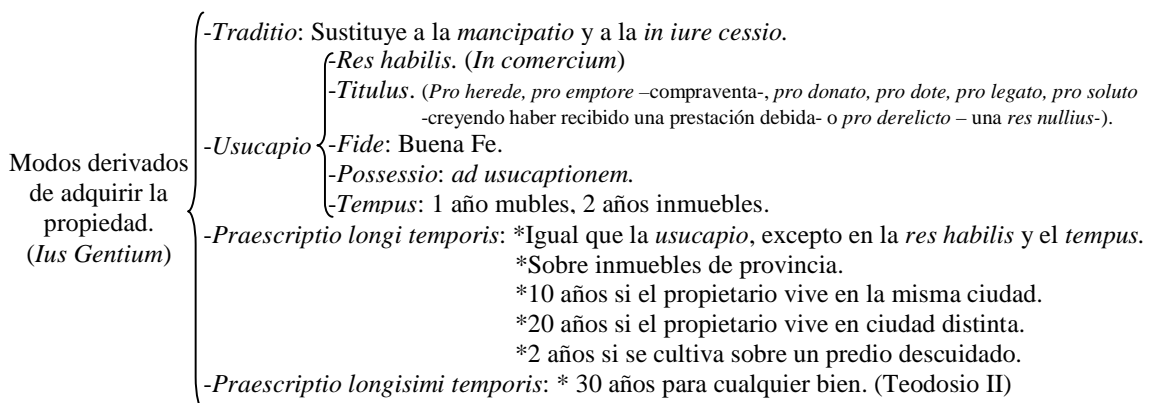 -Traditio: Sustituye a la mancipatio y a la in iure cessio.
-Res habilis. (In comercium)
-Titulus. (Pro herede, pro emptore –compraventa-, pro donato, pro dote, pro legato, pro soluto
-creyendo haber recibido una prestación debida- o pro derelicto – una res nullius-).
-Usucapio
-Fide: Buena Fe.
-Possessio: ad usucaptionem.
-Tempus: 1 año mubles, 2 años inmuebles.
Modos derivados
de adquirir la
propiedad.
(Ius Gentium)
-Praescriptio longi temporis: *Igual que la usucapio, excepto en la res habilis y el tempus.
*Sobre inmuebles de provincia.
*10 años si el propietario vive en la misma ciudad.
*20 años si el propietario vive en ciudad distinta.
*2 años si se cultiva sobre un predio descuidado.
-Praescriptio longisimi temporis: * 30 años para cualquier bien. (Teodosio II)